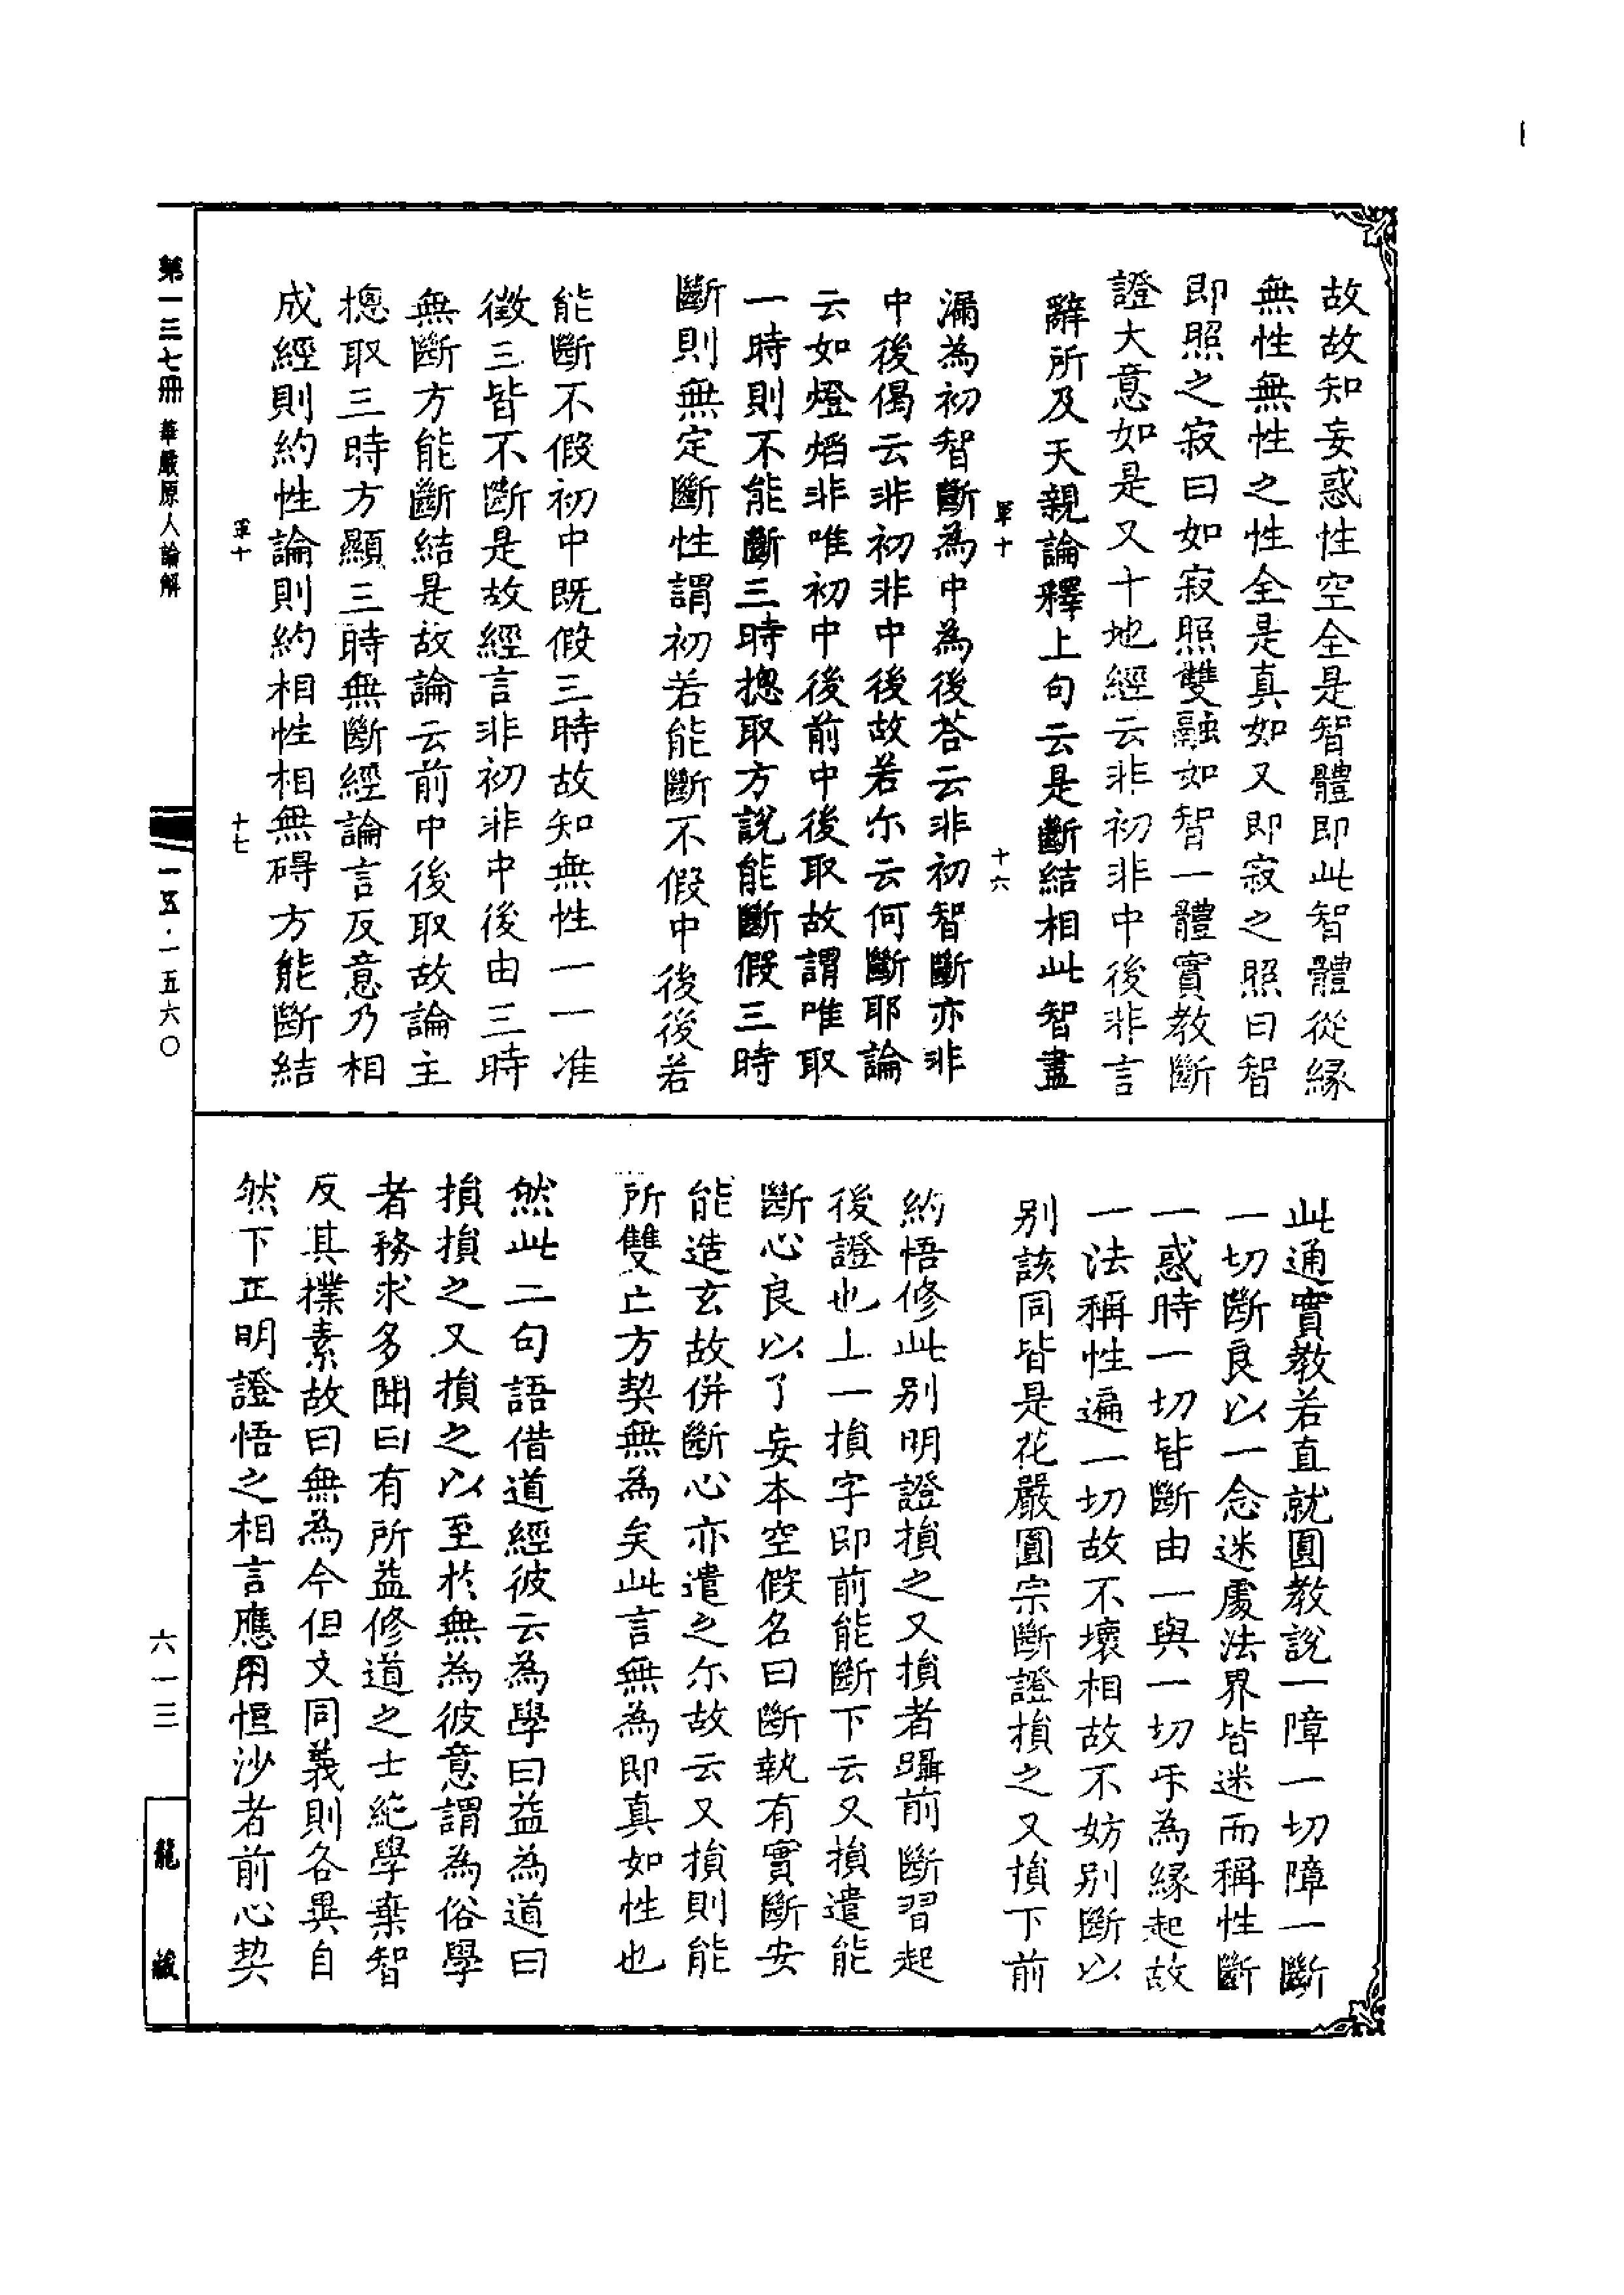 故故知妄惑性空全是智體即此智體從縁
無性無性之性全是真如又即寂之照曰智
即照之寂曰如寂照雙融如智一體實教斷
證大意如是又十地經云非初非中後非言
辭所及天親論釋上句云是斷結相此智盡
軍十
十六
漏為初智斷為中為後荅云非初智斷亦非
中後偈云非初非中後故若尔云何斷耶論
云如燈焰非唯初中後前中後取故謂唯取
一時則不能斷三時揔取方說能斷假三時
斷則無定斷性謂初若能斷不假中後後若
能斷不假初中既假三時故知無性一一准
徵三皆不斷是故經言非初非中後由三時
無斷方能斷結是故論云前中後取故論主
揔取三時方顯三時無斷經論言反意乃相
成經則約性論則約相性相無碍方能斷結
軍十
十七
此通實教若直就圓教說一障一切障一斷
一切斷良以一念迷處法界皆迷而稱性斷
一惑時一切皆斷由一與一切乎為縁起故
一法稱性遍一切故不壞相故不妨别斷以
别該同皆是花嚴圓宗斷證損之又損下前
約悟修此别明證損之又損者躡前斷習起
後證也上一損字即前能斷下云又損遣能
斷心良以了妄本空假名曰斷執有實斷安
能造玄故併斷心亦遣之尔故云又損則能
所雙亡方契無為矣此言無為即真如性也
然此二句語借道經彼云為學曰益為道曰
損損之又損之以至於無為彼意謂為俗學
者務求多聞曰有所益修道之士絶學棄智
反其樸素故曰無為今但文同義則各異自
然下正明證悟之相言應用恒沙者前心契
第一三七冊 華嚴原人論解
一五·一五六〇
六一三
龍藏